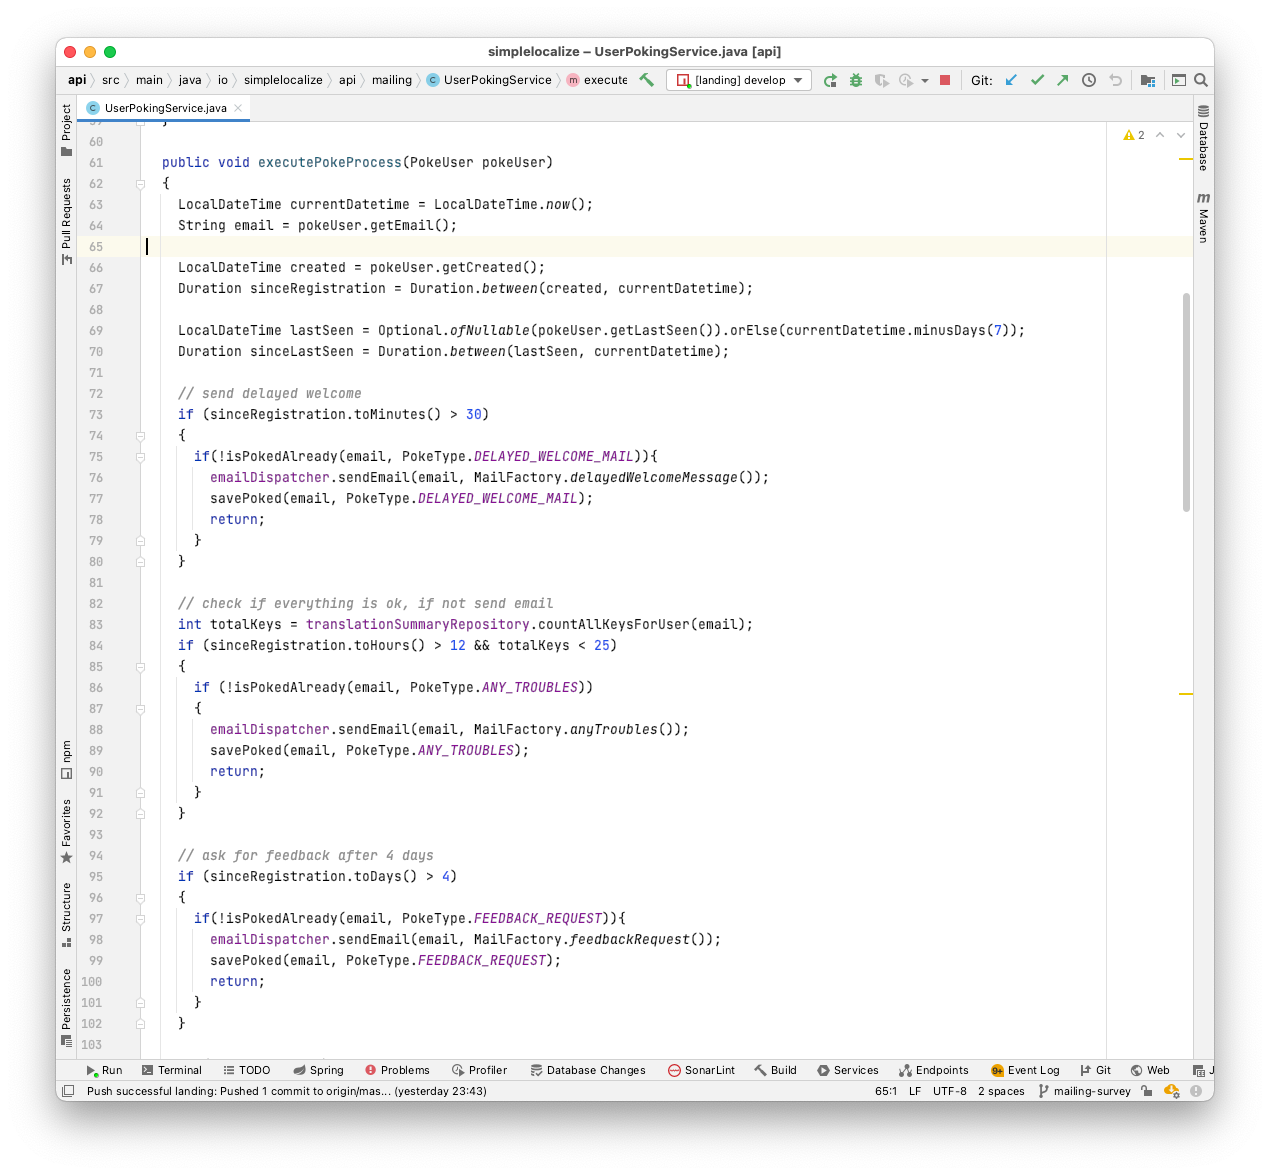 simplelocalize – UserPokingService.java [api]
api src main java io simplelocalize api mailing UserPokingService execute [landing] develop Git:
Project
Pull Requests
npm
Favorites
Structure
Persistence
UserPokingService.java
2
Database
Maven
59 }
60
61 public void executePokeProcess(PokeUser pokeUser)
62 {
63 LocalDateTime currentDatetime = LocalDateTime.now();
64 String email = pokeUser.getEmail();
65
66 LocalDateTime created = pokeUser.getCreated();
67 Duration sinceRegistration = Duration.between(created, currentDatetime);
68
69 LocalDateTime lastSeen = Optional.ofNullable(pokeUser.getLastSeen()).orElse(currentDatetime.minusDays(7));
70 Duration sinceLastSeen = Duration.between(lastSeen, currentDatetime);
71
72 // send delayed welcome
73 if (sinceRegistration.toMinutes() > 30)
74 {
75 if(!isPokedAlready(email, PokeType.DELAYED_WELCOME_MAIL)){
76 emailDispatcher.sendEmail(email, MailFactory.delayedWelcomeMessage());
77 savePoked(email, PokeType.DELAYED_WELCOME_MAIL);
78 return;
79 }
80 }
81
82 // check if everything is ok, if not send email
83 int totalKeys = translationSummaryRepository.countAllKeysForUser(email);
84 if (sinceRegistration.toHours() > 12 && totalKeys < 25)
85 {
86 if (!isPokedAlready(email, PokeType.ANY_TROUBLES))
87 {
88 emailDispatcher.sendEmail(email, MailFactory.anyTroubles());
89 savePoked(email, PokeType.ANY_TROUBLES);
90 return;
91 }
92 }
93
94 // ask for feedback after 4 days
95 if (sinceRegistration.toDays() > 4)
96 {
97 if(!isPokedAlready(email, PokeType.FEEDBACK_REQUEST)){
98 emailDispatcher.sendEmail(email, MailFactory.feedbackRequest());
99 savePoked(email, PokeType.FEEDBACK_REQUEST);
100 return;
101 }
102 }
103
Run Terminal TODO Spring Problems Profiler Database Changes SonarLint Build Services Endpoints 9+ Event Log Git Web J
Push successful landing: Pushed 1 commit to origin/mas... (yesterday 23:43) 65:1 LF UTF-8 2 spaces mailing-survey